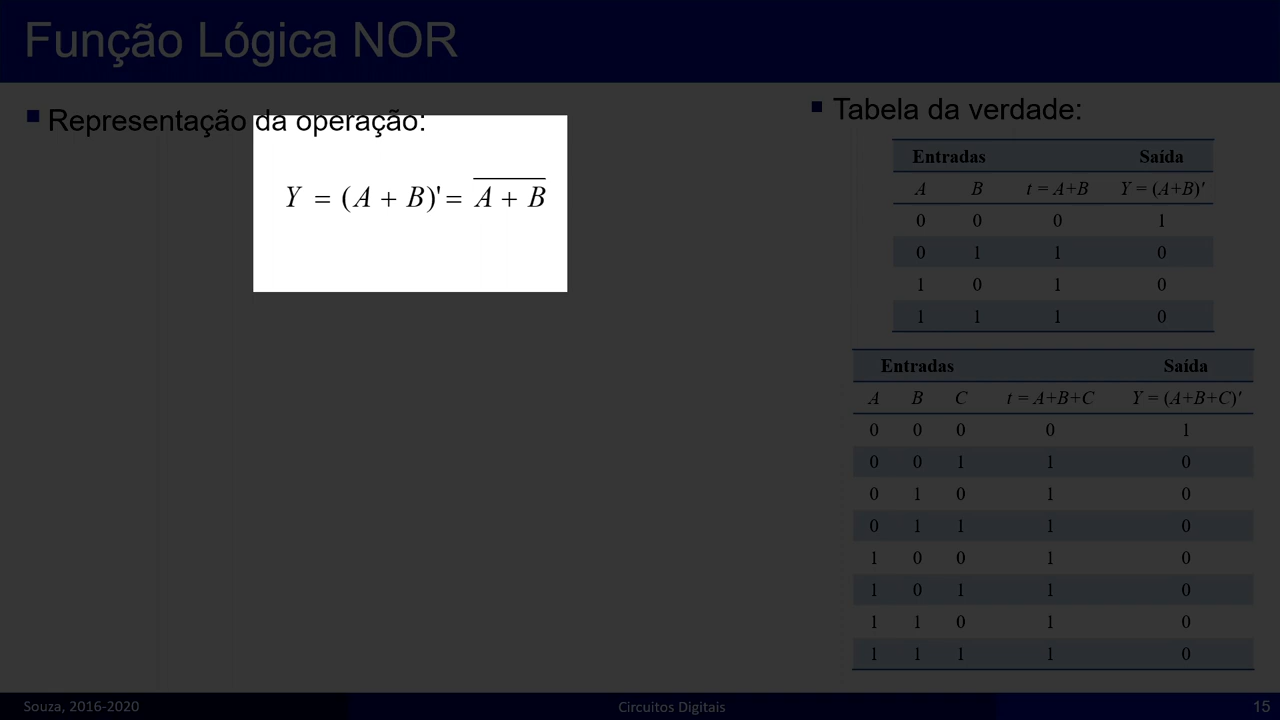 Função Lógica NOR
Representação da operação:
Y = (A + B)' = \overline{A + B}
Tabela da verdade:
Entradas Saída
A B t = A+B Y = (A+B)'
0 0 0 1
0 1 1 0
1 0 1 0
1 1 1 0
Entradas Saída
A B C t = A+B+C Y = (A+B+C)'
0 0 0 0 1
0 0 1 1 0
0 1 0 1 0
0 1 1 1 0
1 0 0 1 0
1 0 1 1 0
1 1 0 1 0
1 1 1 1 0
Souza, 2016-2020 Circuitos Digitais 15